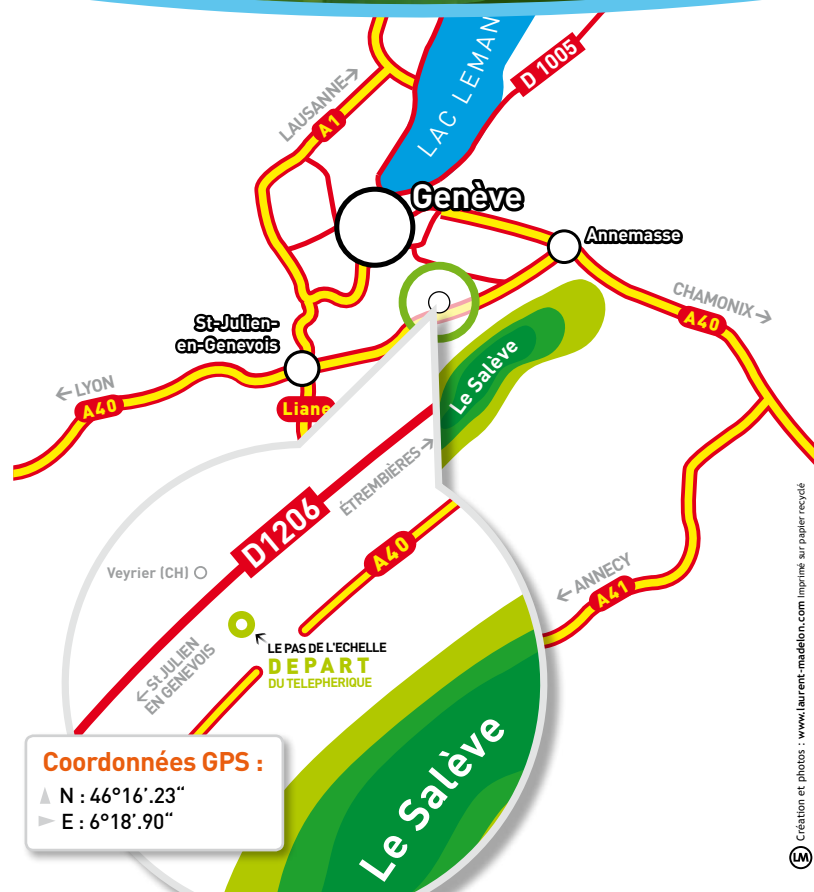 LAC LEMAN
D 1005
LAUSANNE→
A1
Genève
Annemasse
CHAMONIX
→
A40
St-Julien-
en-Genevois
←LYON
A40
Liane
Le Salève
ÉTREMBIÈRES→
D1206
A40
Veyrier (CH)
←ANNECY
A41
LE PAS DE L'ECHELLE
DEPART
DU TELEPHERIQUE
←St JULIEN
EN GENEVOIS
Le Salève
Coordonnées GPS :
N : 46°16'.23“
E : 6°18'.90“
Création et photos : www.laurent-madelon.com Imprimé sur papier recyclé
LM